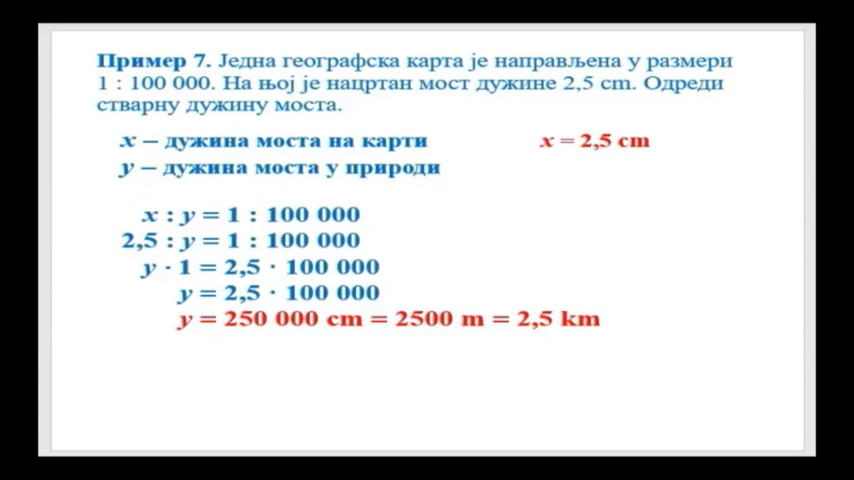 Пример 7. Једна географска карта је направљена у размери
1 : 100 000. На њој је нацртан мост дужине 2,5 cm. Одреди
стварну дужину моста.
x – дужина моста на карти
x = 2,5 cm
y – дужина моста у природи
x : y = 1 : 100 000
2,5 : y = 1 : 100 000
y · 1 = 2,5 · 100 000
y = 2,5 · 100 000
y = 250 000 cm = 2500 m = 2,5 km